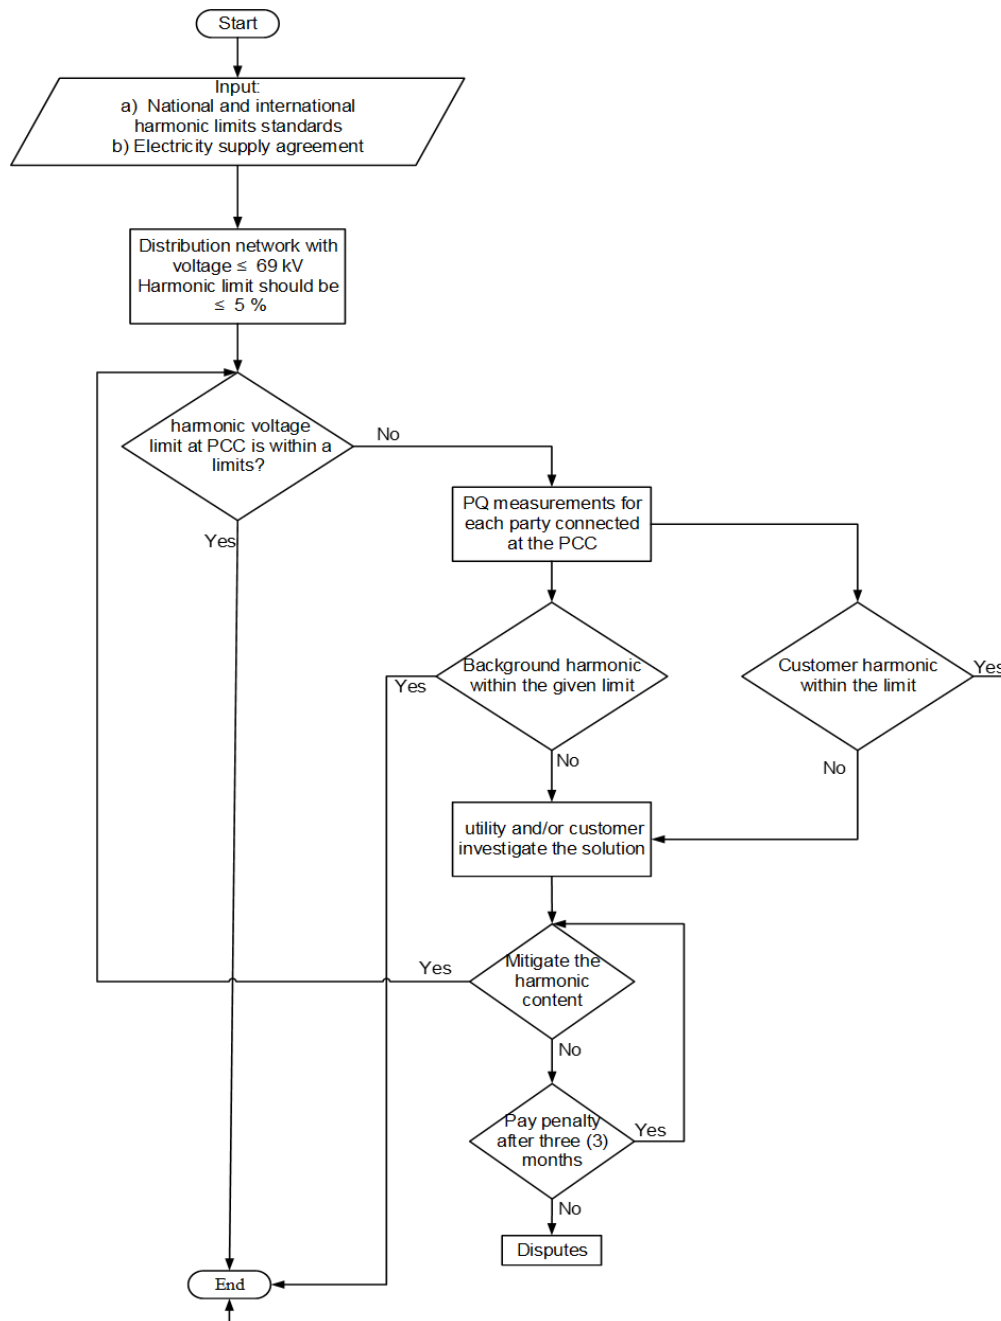 Start
Input:
a)  National and international
harmonic limits standards
b) Electricity supply agreement
Distribution network with
voltage ≤ 69 kV
Harmonic limit should be
≤ 5 %
harmonic voltage
limit at PCC is within a
limits?
No
Yes
PQ measurements for
each party connected
at the PCC
Background harmonic
within the given limit
Yes
No
Customer harmonic
within the limit
Yes
No
utility and/or customer
investigate the solution
Mitigate the
harmonic
content
Yes
No
Pay penalty
after three (3)
months
Yes
No
Disputes
End